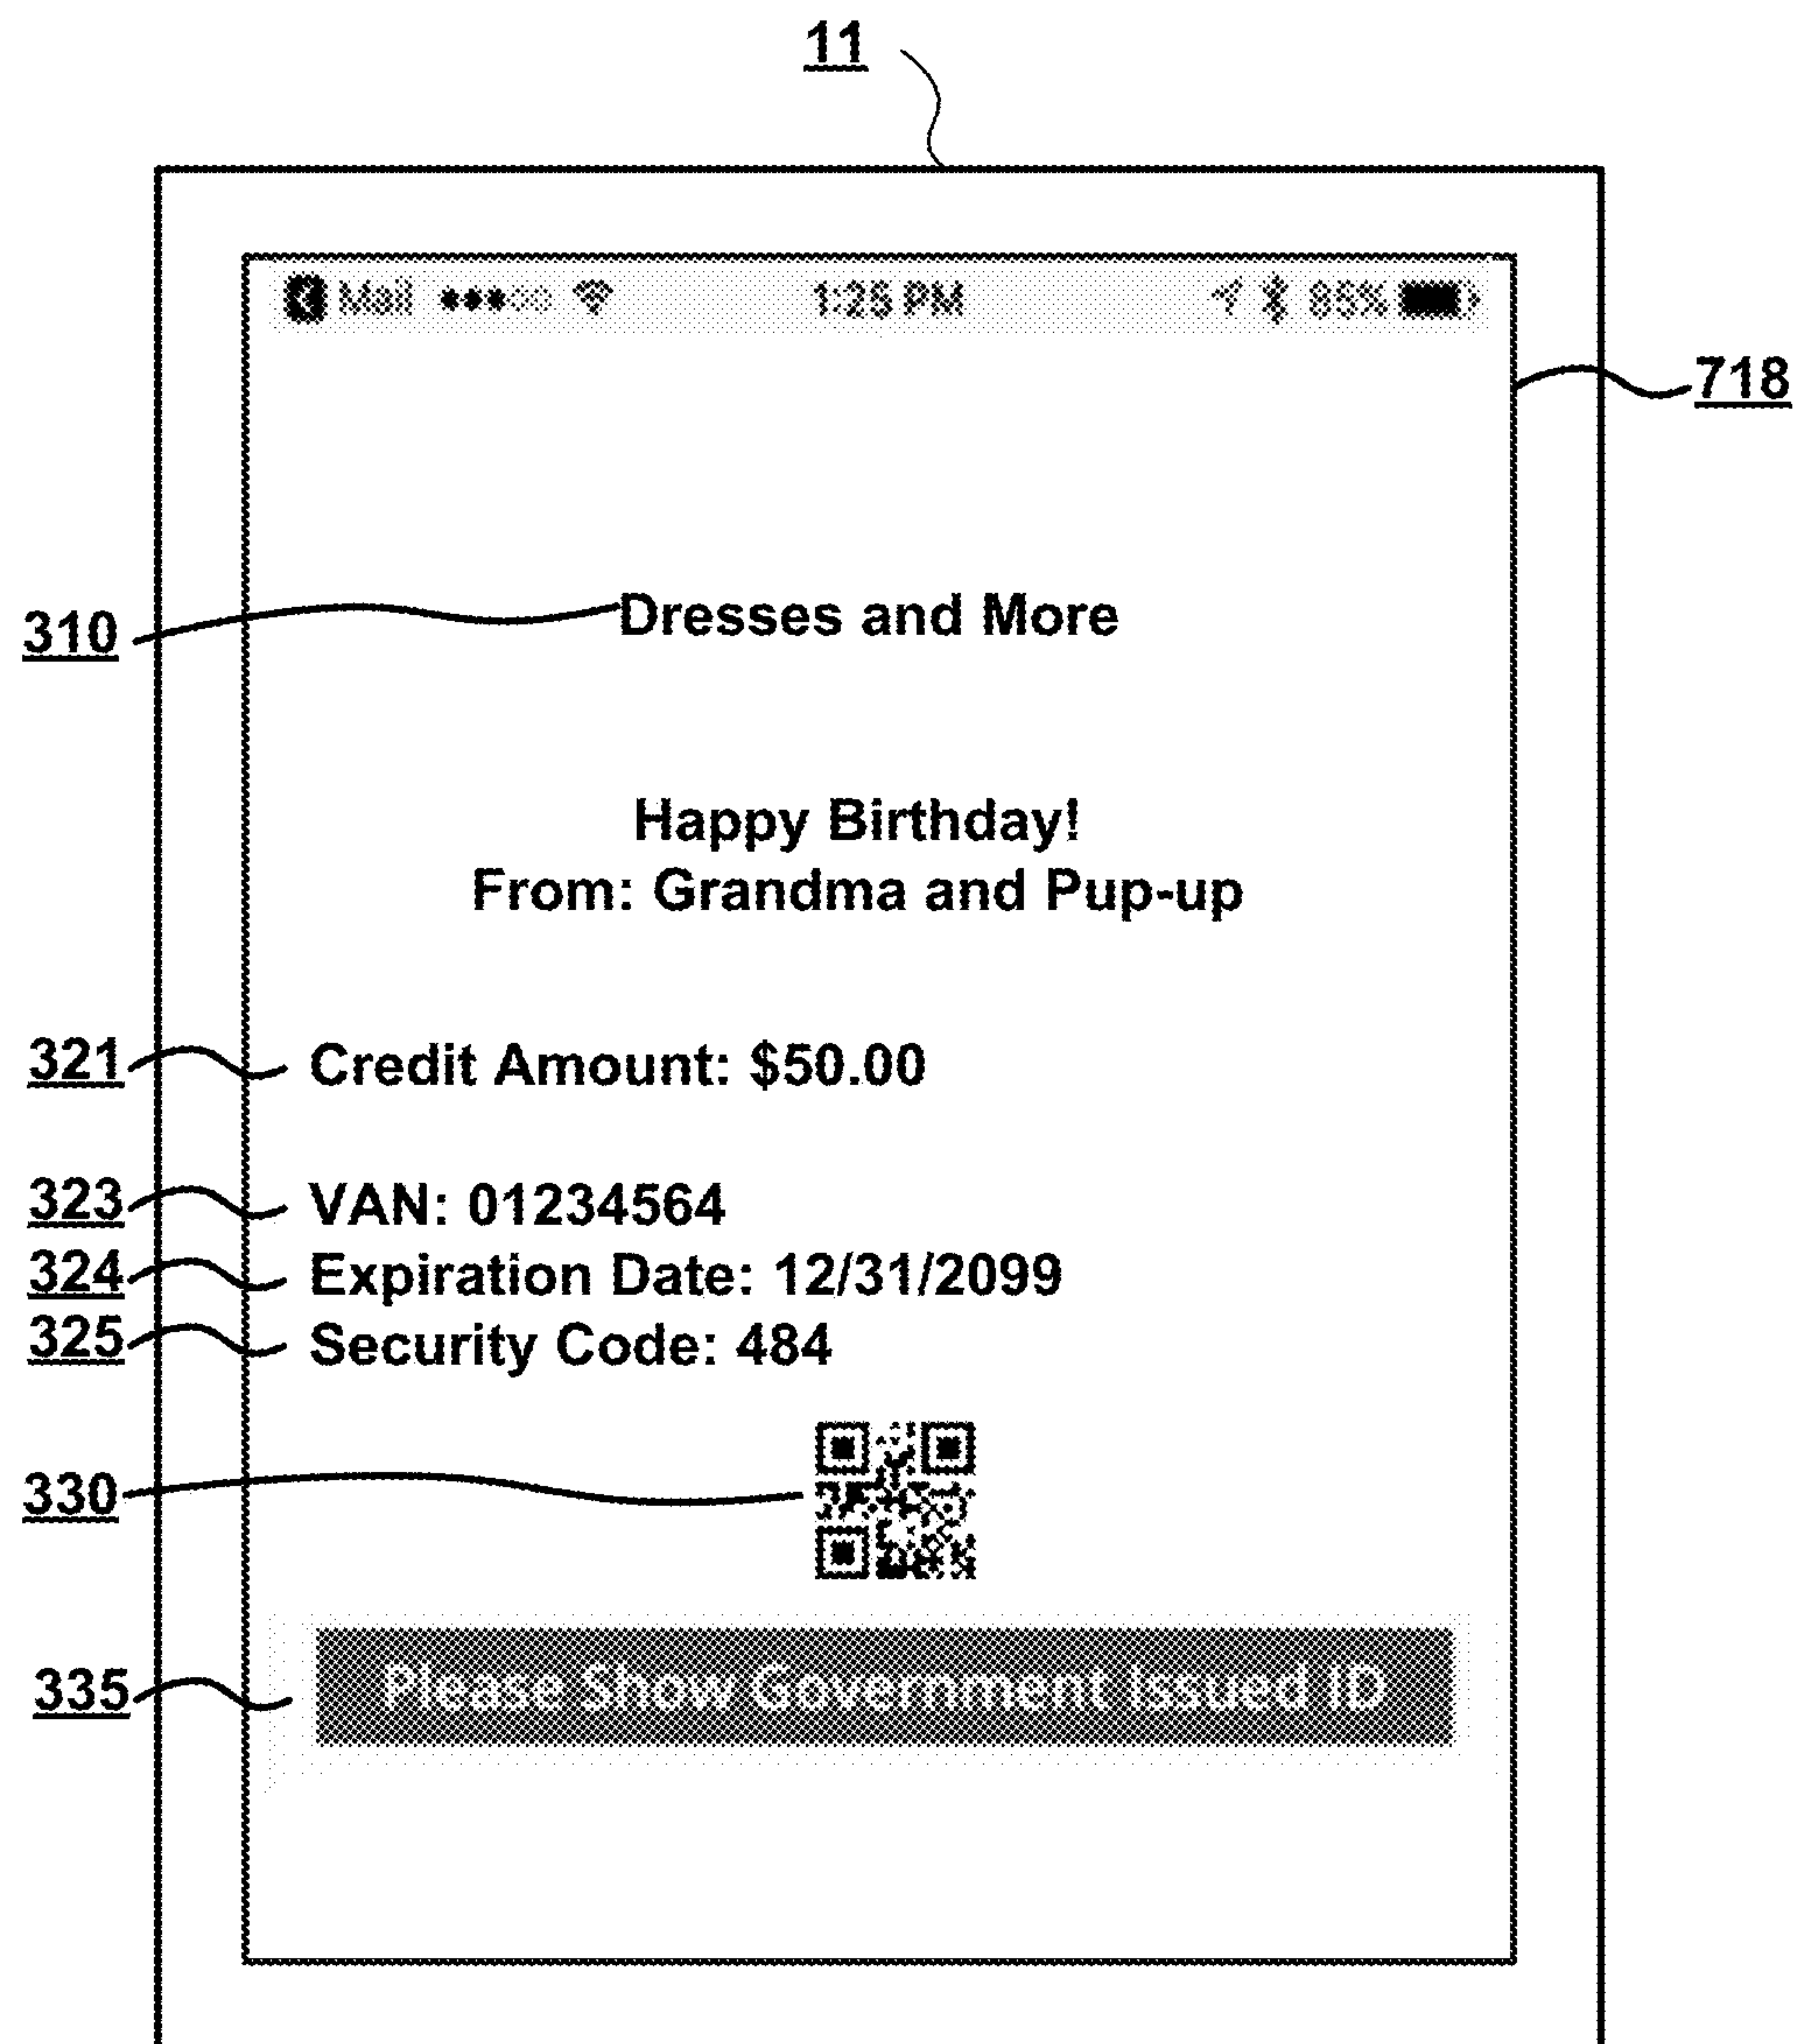 11
Mail 1:25 PM 85%
718
310 Dresses and More
Happy Birthday!
From: Grandma and Pup-up
321 Credit Amount: $50.00
323 VAN: 01234564
324 Expiration Date: 12/31/2099
325 Security Code: 484
330
335 Please Show Government Issued ID